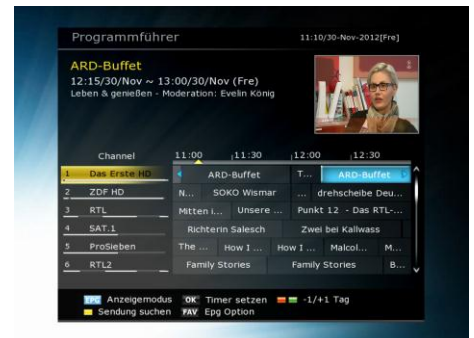 Programmführer 11:10/30-Nov-2012[Fre]
ARD-Buffet
12:15/30/Nov ~ 13:00/30/Nov (Fre)
Leben & genießen - Moderation: Evelin König
Channel 11:00 11:30 12:00 12:30
1 Das Erste HD ARD-Buffet T... ARD-Buffet
2 ZDF HD N... SOKO Wismar ... drehscheibe Deu...
3 RTL Mitten i... Unsere ... Punkt 12 - Das RTL-...
4 SAT.1 Richterin Salesch Zwei bei Kallwass
5 ProSieben The ... How I ... How I ... Malcol... M...
6 RTL2 Family Stories Family Stories B...
EPG Anzeigemodus OK Timer setzen -1/+1 Tag
Sendung suchen FAV Epg Option